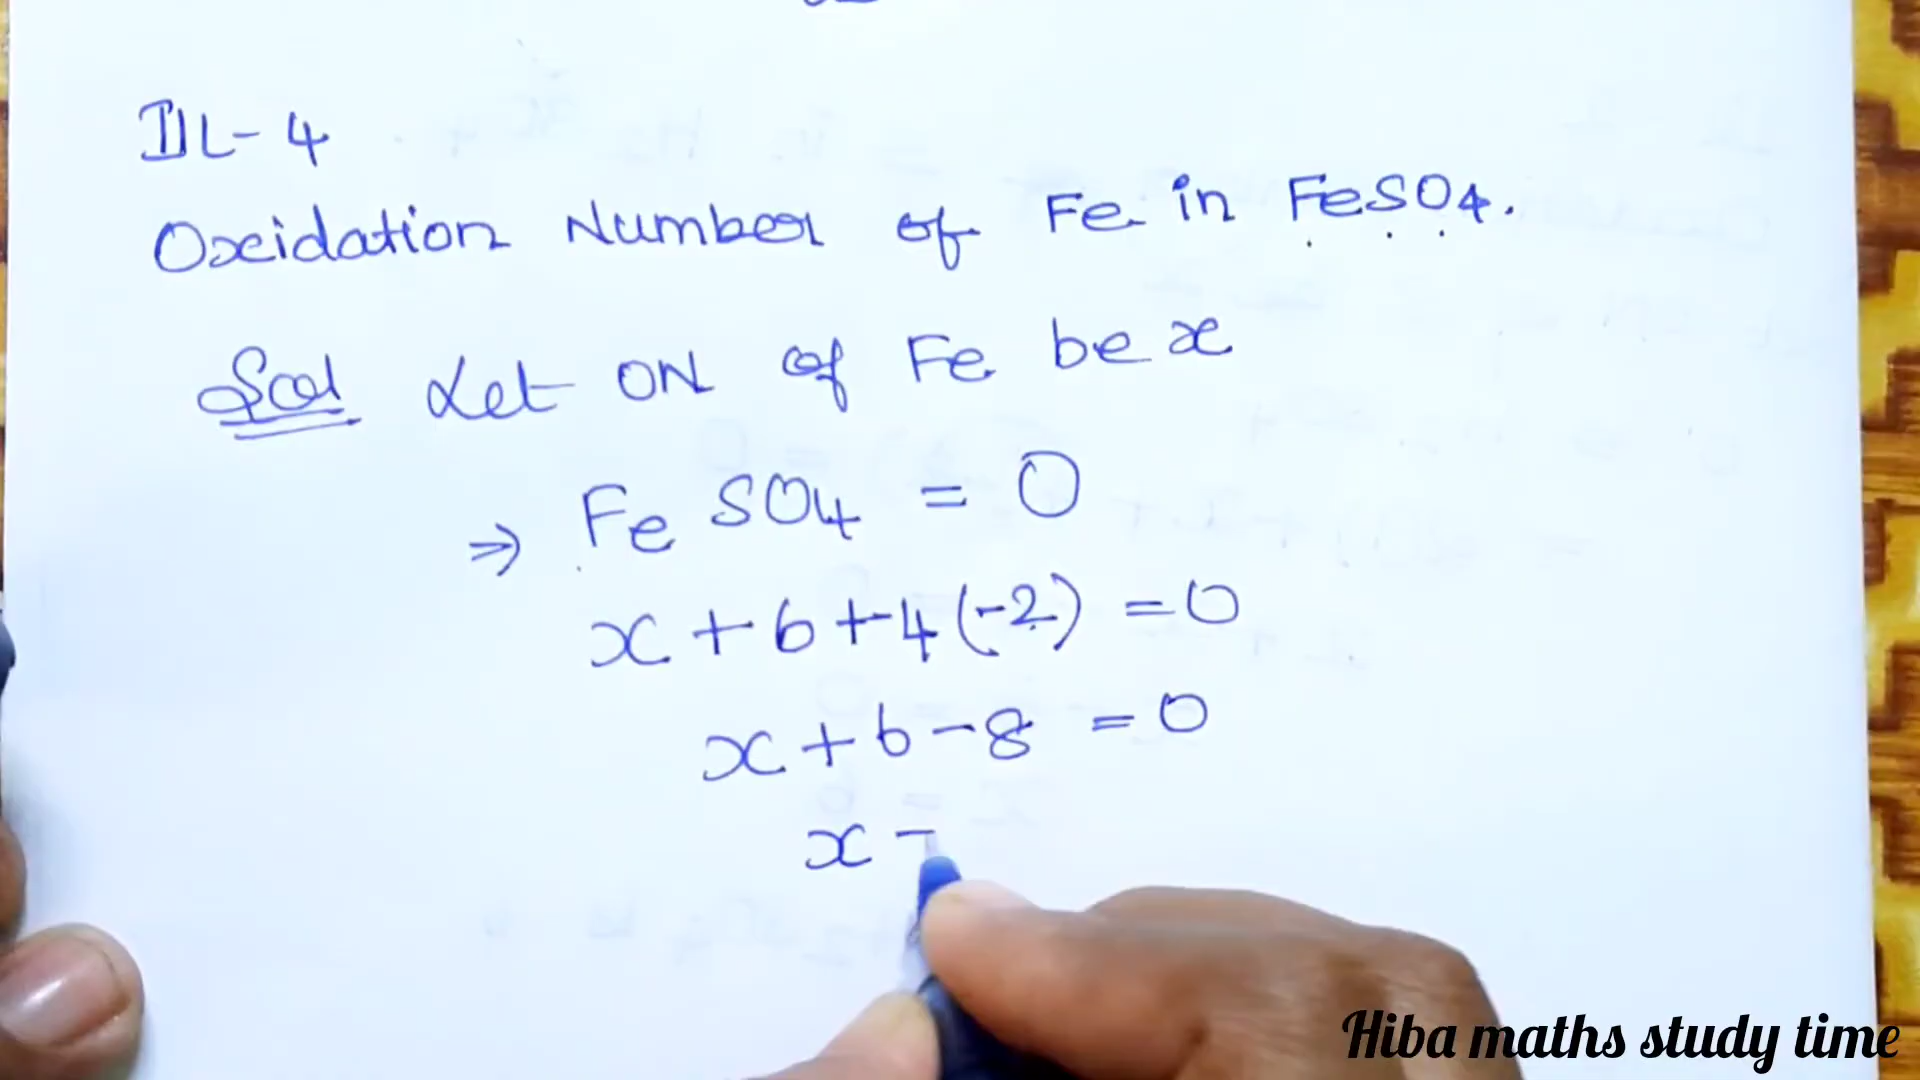 Ill-4
Oxidation Number of Fe in FeSO4.
Sol Let ON of Fe be x
⇒ FeSO4 = 0
x + 6 + 4(-2) = 0
x + 6 - 8 = 0
x -
Hiba maths study time